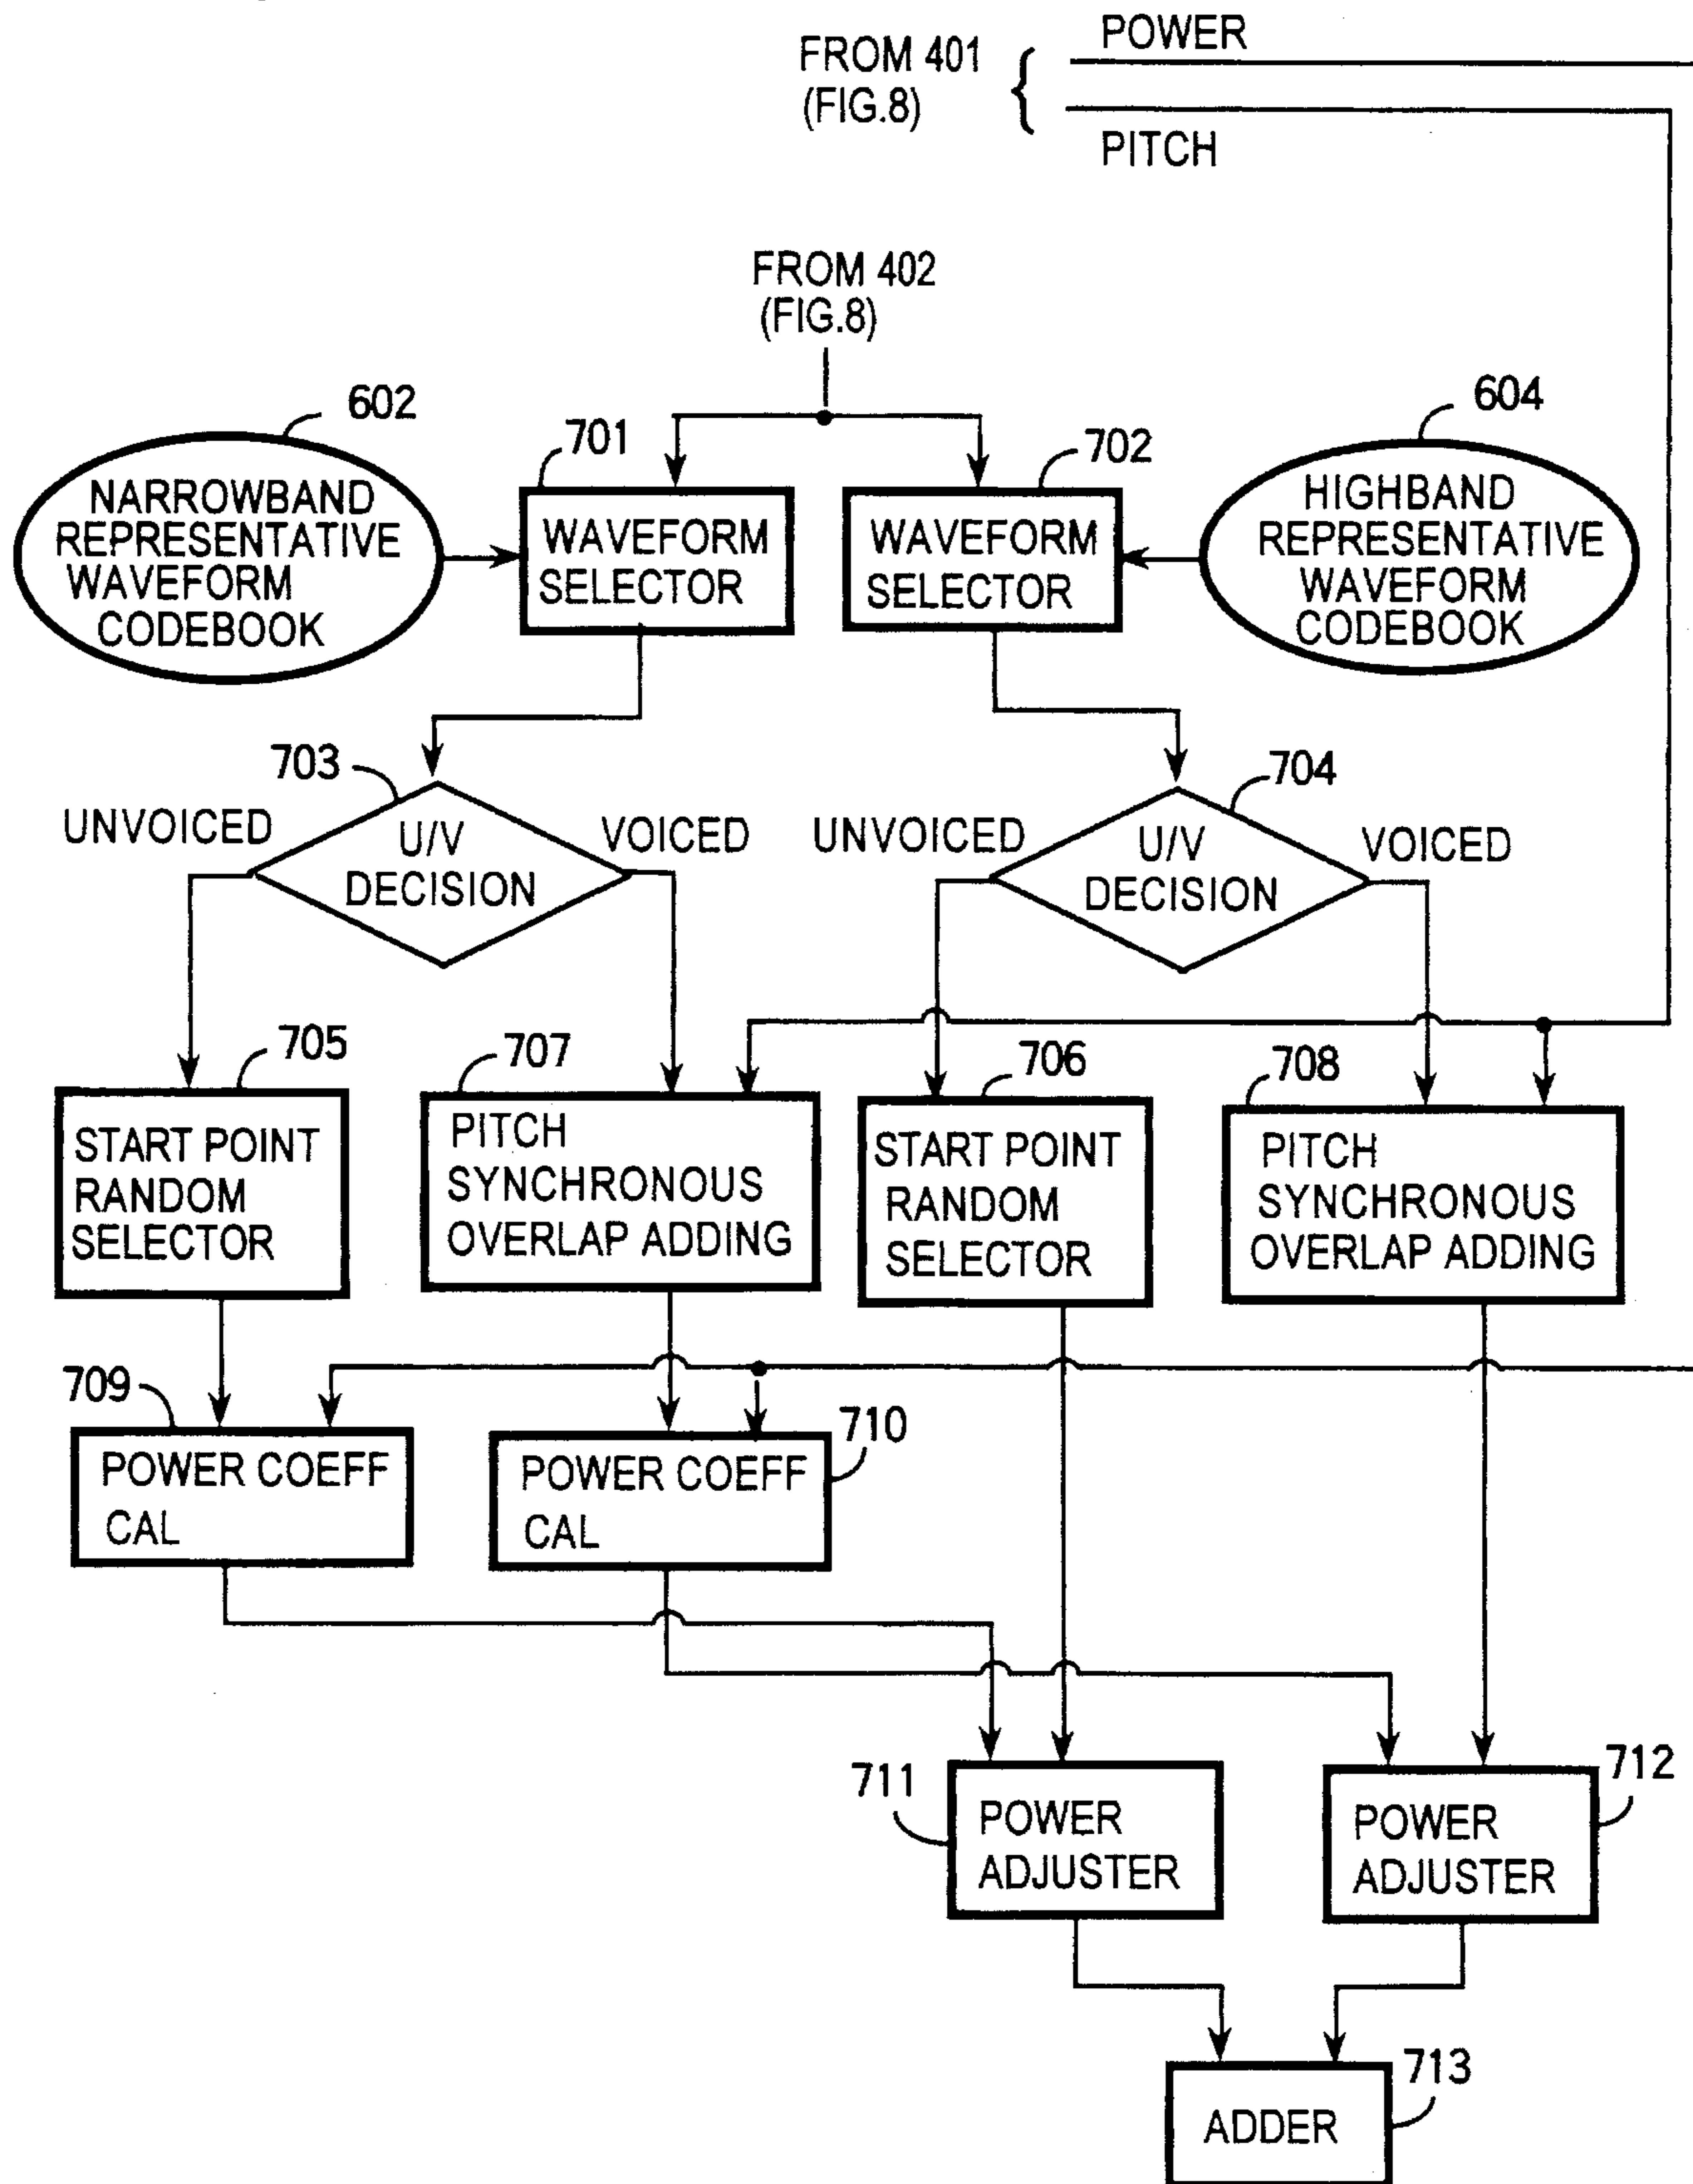 POWER
FROM 401
(FIG.8)
{
PITCH
FROM 402
(FIG.8)
602
701
702
604
NARROWBAND
REPRESENTATIVE
WAVEFORM
CODEBOOK
WAVEFORM
SELECTOR
WAVEFORM
SELECTOR
HIGHBAND
REPRESENTATIVE
WAVEFORM
CODEBOOK
703
704
UNVOICED
U/V
DECISION
VOICED
UNVOICED
U/V
DECISION
VOICED
705
707
706
708
START POINT
RANDOM
SELECTOR
PITCH
SYNCHRONOUS
OVERLAP ADDING
START POINT
RANDOM
SELECTOR
PITCH
SYNCHRONOUS
OVERLAP ADDING
709
710
POWER COEFF
CAL
POWER COEFF
CAL
711
712
POWER
ADJUSTER
POWER
ADJUSTER
713
ADDER